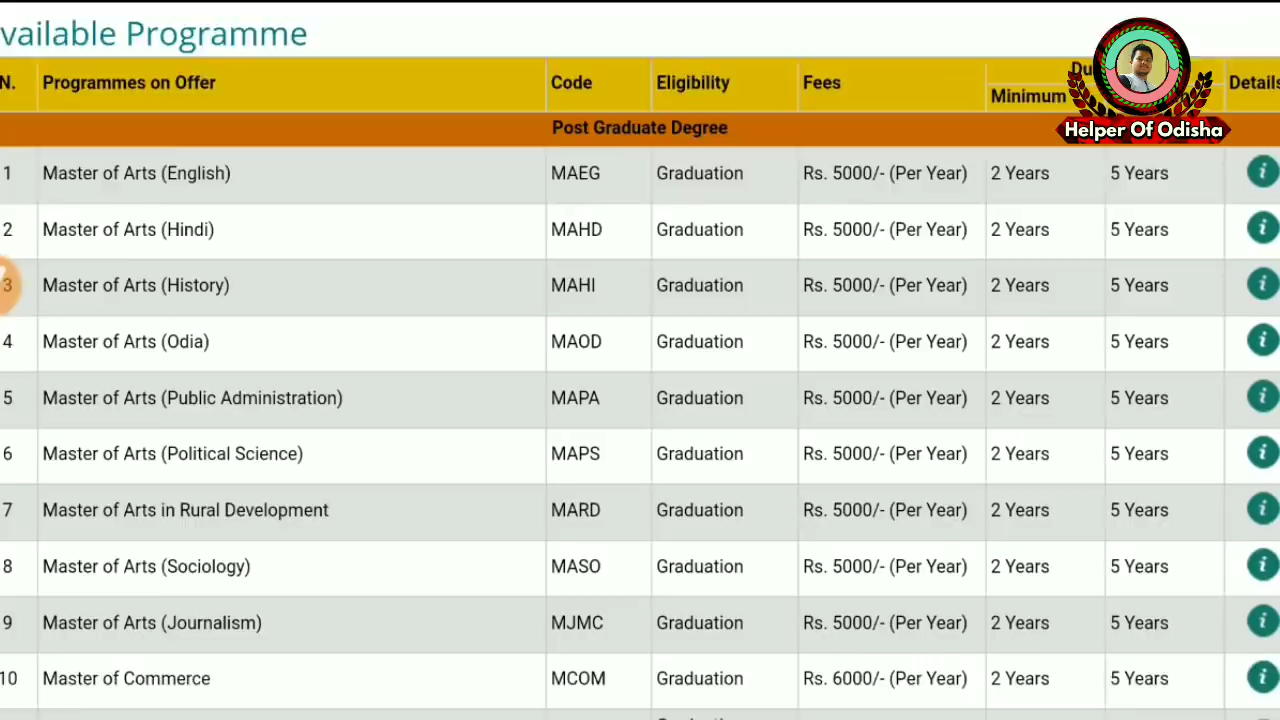 vailable Programme
N. Programmes on Offer Code Eligibility Fees Du Details
Minimum
Helper Of Odisha
Post Graduate Degree
1 Master of Arts (English) MAEG Graduation Rs. 5000/- (Per Year) 2 Years 5 Years
2 Master of Arts (Hindi) MAHD Graduation Rs. 5000/- (Per Year) 2 Years 5 Years
3 Master of Arts (History) MAHI Graduation Rs. 5000/- (Per Year) 2 Years 5 Years
4 Master of Arts (Odia) MAOD Graduation Rs. 5000/- (Per Year) 2 Years 5 Years
5 Master of Arts (Public Administration) MAPA Graduation Rs. 5000/- (Per Year) 2 Years 5 Years
6 Master of Arts (Political Science) MAPS Graduation Rs. 5000/- (Per Year) 2 Years 5 Years
7 Master of Arts in Rural Development MARD Graduation Rs. 5000/- (Per Year) 2 Years 5 Years
8 Master of Arts (Sociology) MASO Graduation Rs. 5000/- (Per Year) 2 Years 5 Years
9 Master of Arts (Journalism) MJMC Graduation Rs. 5000/- (Per Year) 2 Years 5 Years
10 Master of Commerce MCOM Graduation Rs. 6000/- (Per Year) 2 Years 5 Years